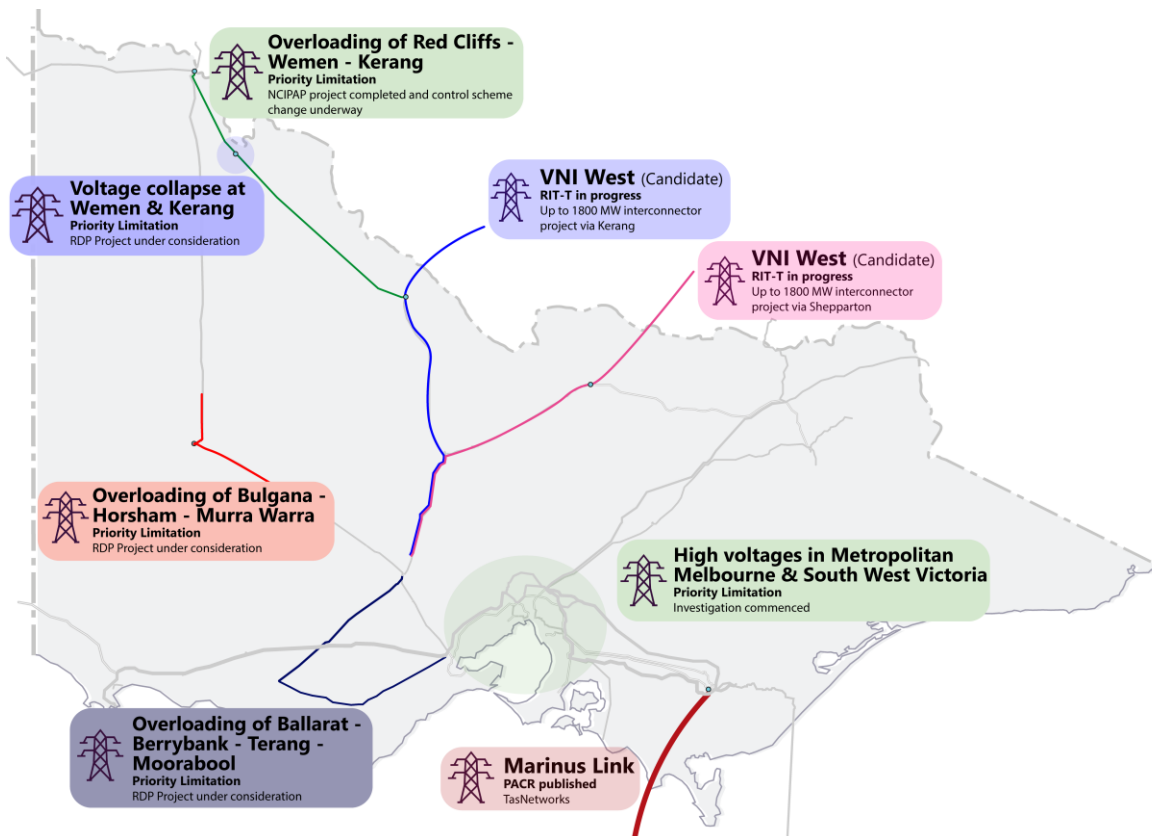 Overloading of Red Cliffs -
Wemen - Kerang
Priority Limitation
NCIPAP project completed and control scheme
change underway
Voltage collapse at
Wemen & Kerang
Priority Limitation
RDP Project under consideration
VNI West (Candidate)
RIT-T in progress
Up to 1800 MW interconnector
project via Kerang
VNI West (Candidate)
RIT-T in progress
Up to 1800 MW interconnector
project via Shepparton
Overloading of Bulgana -
Horsham - Murra Warra
Priority Limitation
RDP Project under consideration
High voltages in Metropolitan
Melbourne & South West Victoria
Priority Limitation
Investigation commenced
Overloading of Ballarat -
Berrybank - Terang -
Moorabool
Priority Limitation
RDP Project under consideration
Marinus Link
PACR published
TasNetworks